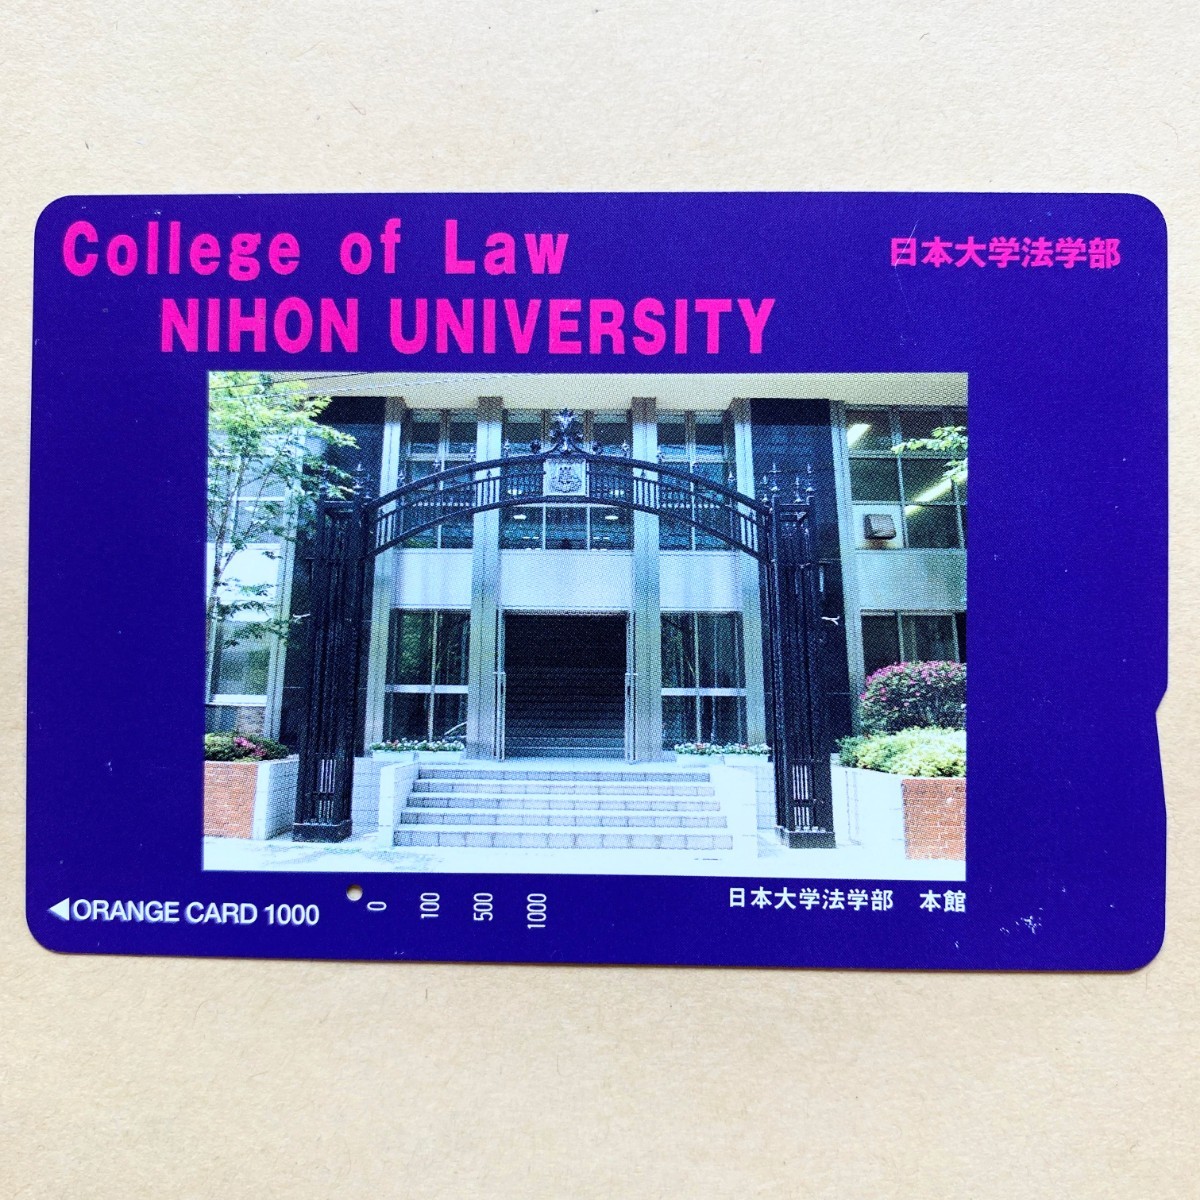 College of Law
日本大学法学部
NIHON UNIVERSITY
ORANGE CARD 1000
0
100
500
1000
日本大学法学部 本館